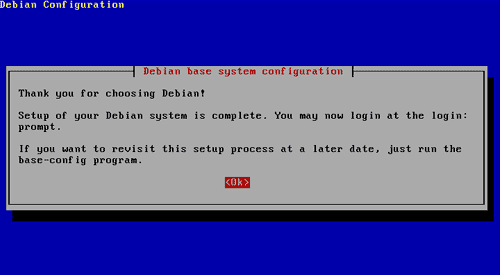 Debian Configuration
Debian base system configuration
Thank you for choosing Debian!
Setup of your Debian system is complete. You may now login at the login:
prompt.
If you want to revisit this setup process at a later date, just run the
base-config program.
<Ok>